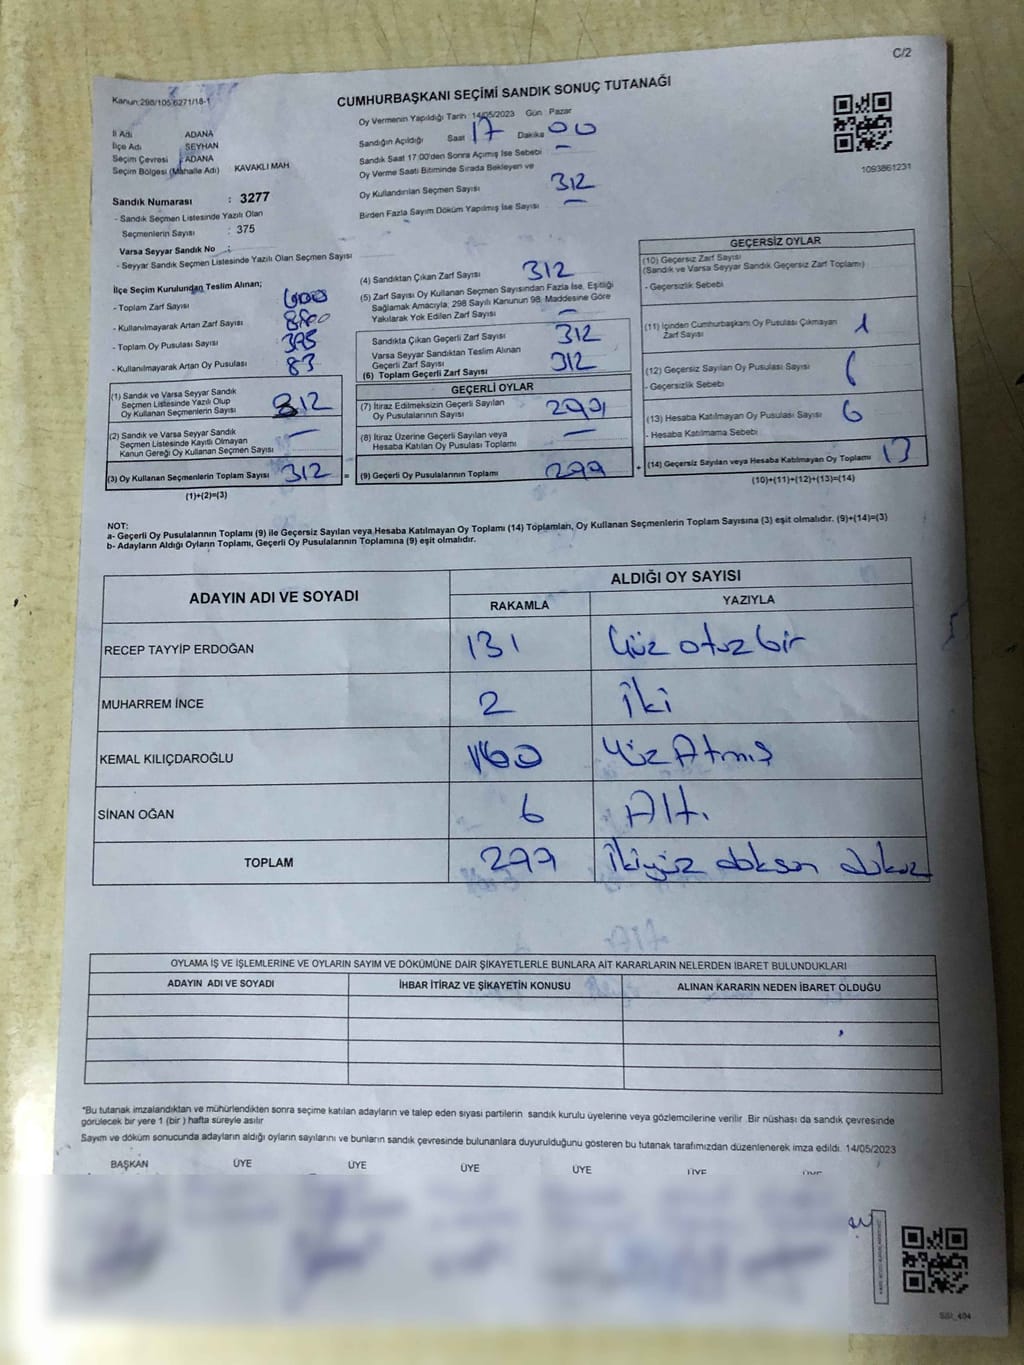 C/2
Kanun:298/105 6271/18-1
CUMHURBAŞKANI SEÇİMİ SANDIK SONUÇ TUTANAĞI
İl Adı ADANA
İlçe Adı SEYHAN
Seçim Çevresi : ADANA
Seçim Bölgesi (Mahalle Adı) KAVAKLI MAH
Sandık Numarası : 3277
- Sandık Seçmen Listesinde Yazılı Olan
Seçmenlerin Sayısı : 375
Varsa Seyyar Sandık No :
- Seyyar Sandık Seçmen Listesinde Yazılı Olan Seçmen Sayısı
Oy Vermenin Yapıldığı Tarih 14/05/2023 Gün Pazar
Sandığın Açıldığı Saat 17 Dakika 00
Sandık Saat 17:00'den Sonra Açımış İse Sebebi —
Oy Verme Saati Bitiminde Sırada Bekleyen ve
Oy Kullandırılan Seçmen Sayısı 312
Birden Fazla Sayım Döküm Yapılmış İse Sayısı —
1093861231
İlçe Seçim Kurulundan Teslim Alınan;
- Toplam Zarf Sayısı 400
- Kullanılmayarak Artan Zarf Sayısı
- Toplam Oy Pusulası Sayısı 395
- Kullanılmayarak Artan Oy Pusulası 83
(1) Sandık ve Varsa Seyyar Sandık
Seçmen Listesinde Yazılı Olup
Oy Kullanan Seçmenlerin Sayısı 312
(2) Sandık ve Varsa Seyyar Sandık
Seçmen Listesinde Kayıtlı Olmayan
Kanun Gereği Oy Kullanan Seçmen Sayısı —
(3) Oy Kullanan Seçmenlerin Toplam Sayısı 312 =
(1)+(2)=(3)
(4) Sandıktan Çıkan Zarf Sayısı 312
(5) Zarf Sayısı Oy Kullanan Seçmen Sayısından Fazla İse, Eşitliği
Sağlamak Amacıyla, 298 Sayılı Kanunun 98. Maddesine Göre
Yakılarak Yok Edilen Zarf Sayısı —
Sandıkta Çıkan Geçerli Zarf Sayısı 312
Varsa Seyyar Sandıktan Teslim Alınan
Geçerli Zarf Sayısı
(6) Toplam Geçerli Zarf Sayısı 312
GEÇERLİ OYLAR
(7) İtiraz Edilmeksizin Geçerli Sayılan
Oy Pusulalarının Sayısı 299
(8) İtiraz Üzerine Geçerli Sayılan veya
Hesaba Katılan Oy Pusulası Toplamı —
(9) Geçerli Oy Pusulalarının Toplamı 299 +
GEÇERSİZ OYLAR
(10) Geçersiz Zarf Sayısı
(Sandık ve Varsa Seyyar Sandık Geçersiz Zarf Toplamı)
- Geçersizlik Sebebi
(11) İçinden Cumhurbaşkanı Oy Pusulası Çıkmayan
Zarf Sayısı 1
(12) Geçersiz Sayılan Oy Pusulası Sayısı 6
- Geçersizlik Sebebi
(13) Hesaba Katılmayan Oy Pusulası Sayısı 6
- Hesaba Katılmama Sebebi
(14) Geçersiz Sayılan veya Hesaba Katılmayan Oy Toplamı 13
(10)+(11)+(12)+(13)=(14)
NOT:
a- Geçerli Oy Pusulalarının Toplamı (9) ile Geçersiz Sayılan veya Hesaba Katılmayan Oy Toplamı (14) Toplamları, Oy Kullanan Seçmenlerin Toplam Sayısına (3) eşit olmalıdır. (9)+(14)=(3)
b- Adayların Aldığı Oyların Toplamı, Geçerli Oy Pusulalarının Toplamına (9) eşit olmalıdır.
ADAYIN ADI VE SOYADI ALDIĞI OY SAYISI
RAKAMLA YAZIYLA
RECEP TAYYİP ERDOĞAN 131 Yüz otuz bir
MUHARREM İNCE 2 iki
KEMAL KILIÇDAROĞLU 160 Yüz Atmış
SİNAN OĞAN 6 Altı
TOPLAM 299 ikiyüz doksan dokuz
OYLAMA İŞ VE İŞLEMLERİNE VE OYLARIN SAYIM VE DÖKÜMÜNE DAİR ŞİKAYETLERLE BUNLARA AİT KARARLARIN NELERDEN İBARET BULUNDUKLARI
ADAYIN ADI VE SOYADI İHBAR İTİRAZ VE ŞİKAYETİN KONUSU ALINAN KARARIN NEDEN İBARET OLDUĞU
*Bu tutanak imzalandıktan ve mühürlendikten sonra seçime katılan adayların ve talep eden siyasi partilerin sandık kurulu üyelerine veya gözlemcilerine verilir. Bir nüshası da sandık çevresinde
görülecek bir yere 1 (bir ) hafta süreyle asılır
Sayım ve döküm sonucunda adayların aldığı oyların sayılarını ve bunların sandık çevresinde bulunanlara duyurulduğunu gösteren bu tutanak tarafımızdan düzenlenerek imza edildi. 14/05/2023
BAŞKAN ÜYE ÜYE ÜYE ÜYE ÜYE ÜYE